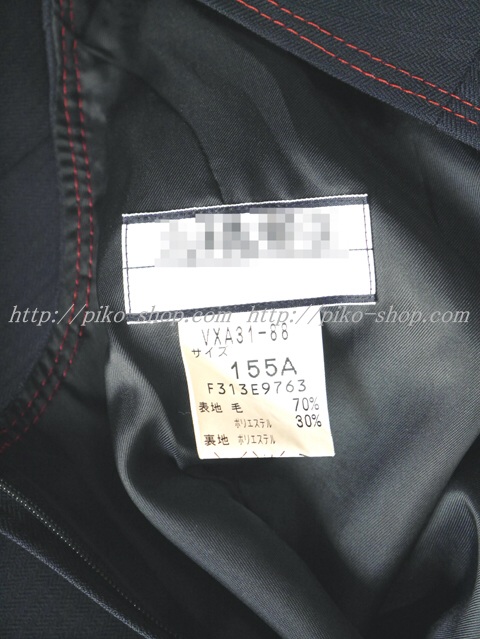 http://piko-shop.com/ http://piko-shop.com/
VXA31-88
サイズ
155A
F313E9763
表地 毛 70%
ポリエステル 30%
裏地 ポリエステル